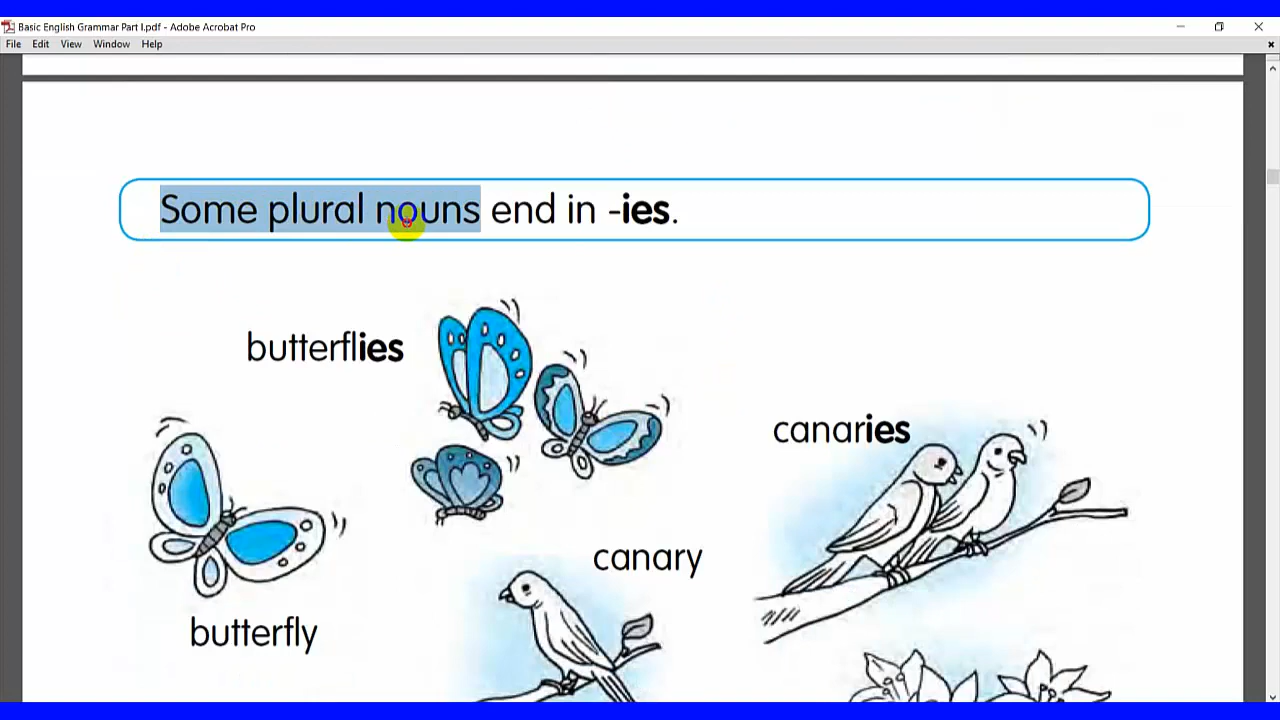 Basic English Grammar Part I.pdf - Adobe Acrobat Pro
File Edit View Window Help
Some plural nouns end in -ies.
butterflies
canaries
canary
butterfly